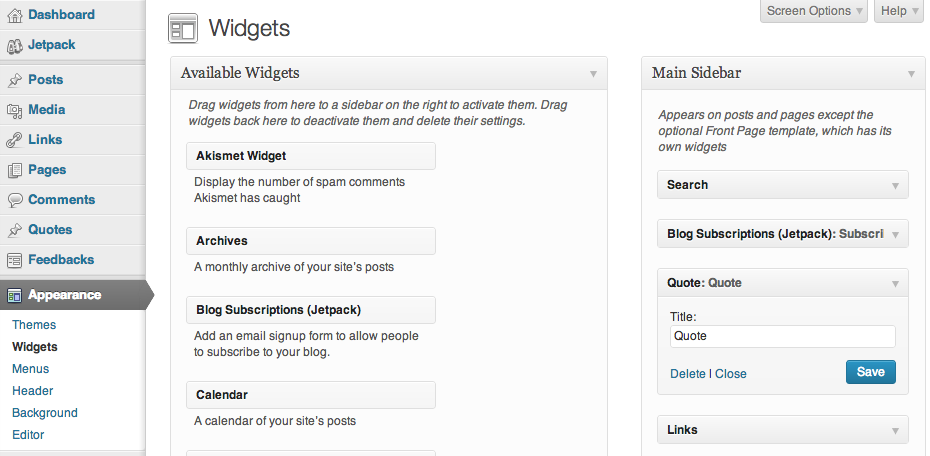 Dashboard
Jetpack
Posts
Media
Links
Pages
Comments
Quotes
Feedbacks
Appearance
Themes
Widgets
Menus
Header
Background
Editor
Screen Options
Help
Widgets
Available Widgets
Drag widgets from here to a sidebar on the right to activate them. Drag
widgets back here to deactivate them and delete their settings.
Akismet Widget
Display the number of spam comments
Akismet has caught
Archives
A monthly archive of your site's posts
Blog Subscriptions (Jetpack)
Add an email signup form to allow people
to subscribe to your blog.
Calendar
A calendar of your site's posts
Main Sidebar
Appears on posts and pages except the
optional Front Page template, which has its
own widgets
Search
Blog Subscriptions (Jetpack): Subscri
Quote: Quote
Title:
Quote
Delete | Close
Save
Links